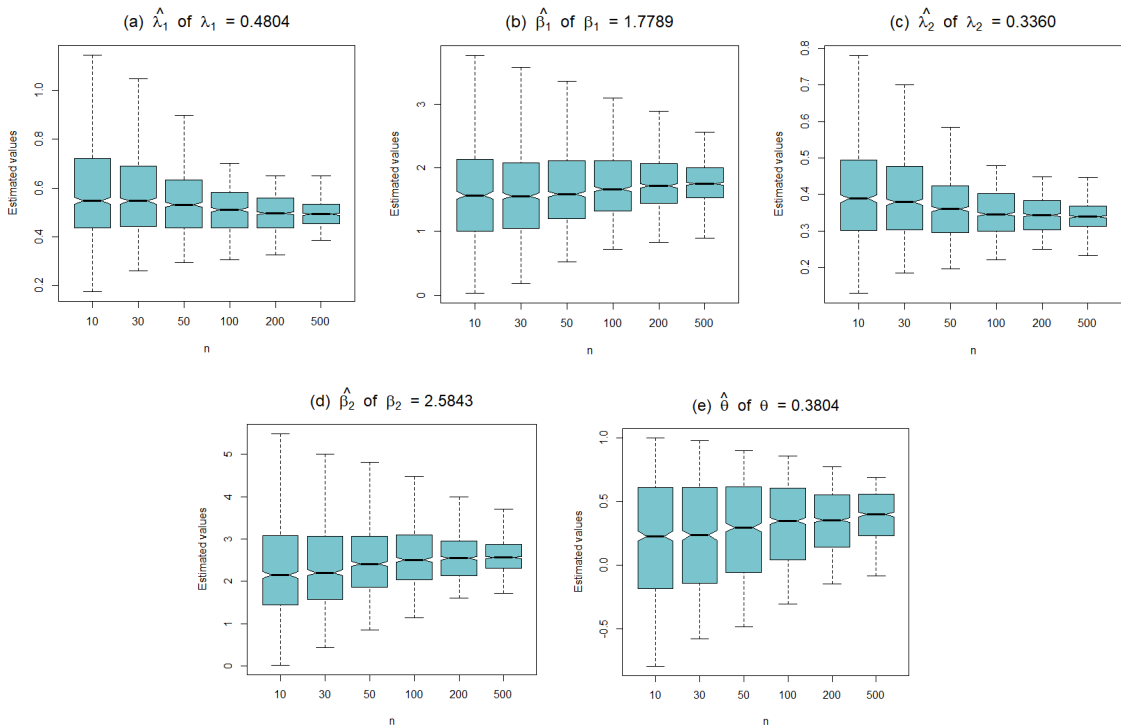 (a) λ̂₁ of λ₁ = 0.4804
Estimated values
0.2 0.4 0.6 0.8 1.0
10 30 50 100 200 500
n
(b) β̂₁ of β₁ = 1.7789
Estimated values
0 1 2 3
10 30 50 100 200 500
n
(c) λ̂₂ of λ₂ = 0.3360
Estimated values
0.2 0.3 0.4 0.5 0.6 0.7 0.8
10 30 50 100 200 500
n
(d) β̂₂ of β₂ = 2.5843
Estimated values
0 1 2 3 4 5
10 30 50 100 200 500
n
(e) θ̂ of θ = 0.3804
Estimated values
-0.5 0.0 0.5 1.0
10 30 50 100 200 500
n